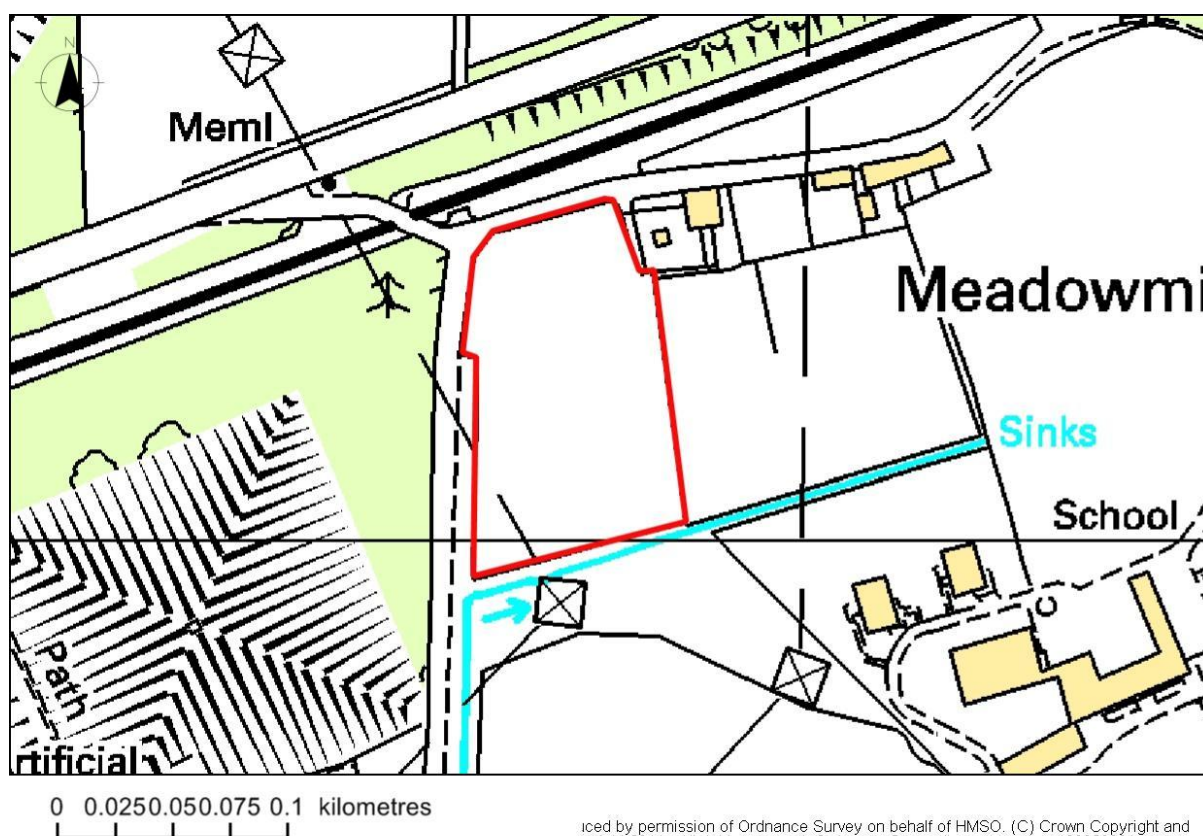 N
Meml
Meadowmi
Sinks
School
Path
rtificial
0 0.0250.050.075 0.1 kilometres
iced by permission of Ordnance Survey on behalf of HMSO. (C) Crown Copyright and